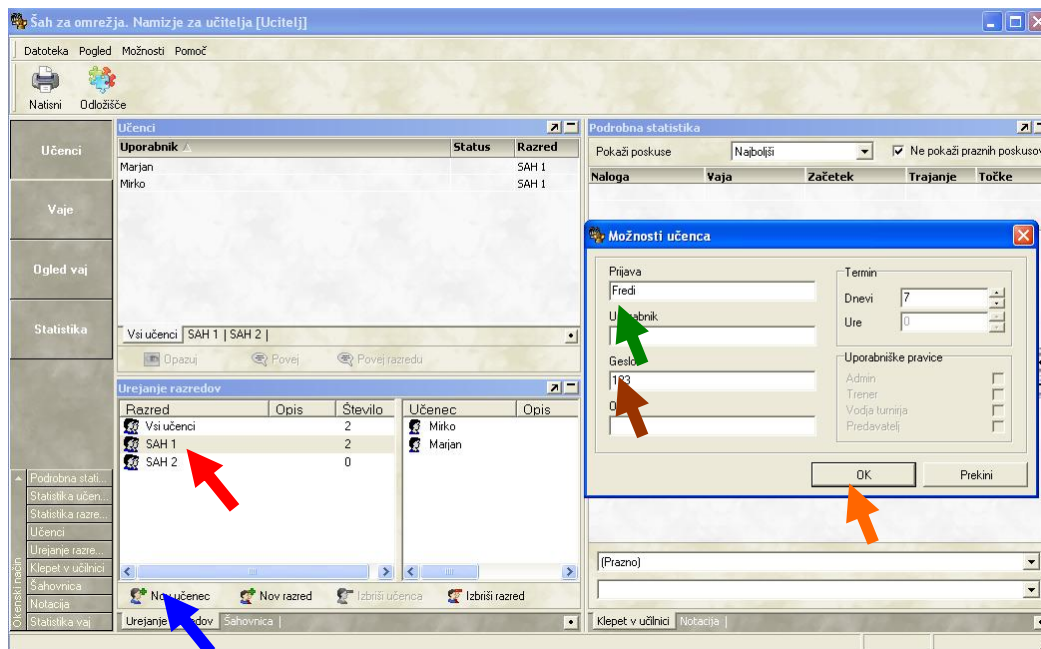 Šah za omrežja. Namizje za učitelja [Ucitelj]
Datoteka Pogled Možnosti Pomoč
Natisni Odložišče
Učenci
Vaje
Ogled vaj
Statistika
Učenci
Uporabnik Status Razred
Marjan SAH 1
Mirko SAH 1
Vsi učenci SAH 1 | SAH 2 |
Opazuj Povej Povej razredu
Podrobna statistika
Pokaži poskuse Najboljši Ne pokaži praznih poskusov
Naloga Vaja Začetek Trajanje Točke
Možnosti učenca
Prijava
Fredi
Uporabnik
Geslo
123
Termin
Dnevi 7
Ure 0
Uporabniške pravice
Admin
Trener
Vodja turnirja
Predavatelj
OK Prekini
Urejanje razredov
Razred Opis Število Učenec Opis
Vsi učenci 2 Mirko
SAH 1 2 Marjan
SAH 2 0
Nov učenec Nov razred Izbriši učenca Izbriši razred
Urejanje razredov Šahovnica |
(Prazno)
Klepet v učilnici Notacija |
Okenski način
Podrobna stati...
Statistika učen...
Statistika razre...
Učenci
Urejanje razre...
Klepet v učilnici
Šahovnica
Notacija
Statistika vaj